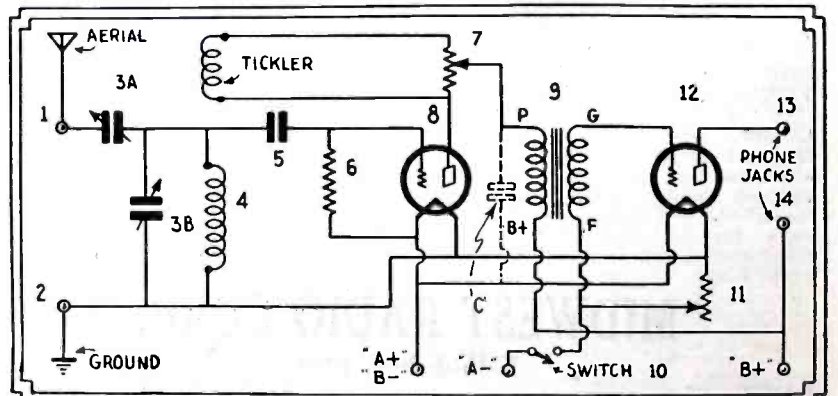 AERIAL
3A
TICKLER
7
9
12
13
1
8
P
G
PHONE
JACKS
5
6
4
3B
14
B+
F
2
"C"
11
GROUND
"A+"
"B-"
"A-"
SWITCH 10
"B+"